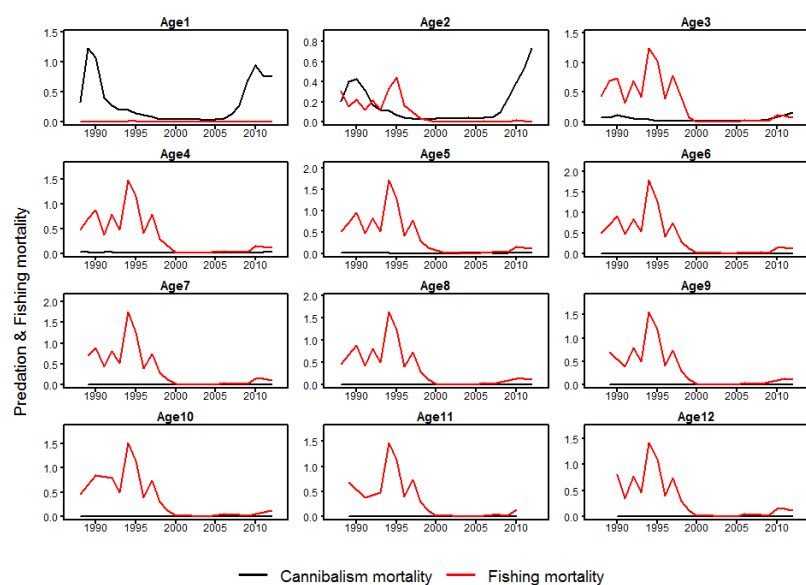 Age1 Age2 Age3
1.5 0.8 1.5
1.0 0.6 1.0
0.4
0.5 0.2 0.5
0.0 0.0 0.0
1990 1995 2000 2005 2010 1990 1995 2000 2005 2010 1990 1995 2000 2005 2010
Age4 Age5 Age6
1.5 2.0 2.0
1.0 1.5 1.5
0.5 1.0 1.0
0.5 0.5
0.0 0.0 0.0
1990 1995 2000 2005 2010 1990 1995 2000 2005 2010 1990 1995 2000 2005 2010
Predation & Fishing mortality
Age7 Age8 Age9
2.0 2.0 1.5
1.5 1.5 1.0
1.0 1.0 0.5
0.5 0.5
0.0 0.0 0.0
1990 1995 2000 2005 2010 1990 1995 2000 2005 2010 1990 1995 2000 2005 2010
Age10 Age11 Age12
1.5 1.5 1.5
1.0 1.0 1.0
0.5 0.5 0.5
0.0 0.0 0.0
1990 1995 2000 2005 2010 1990 1995 2000 2005 2010 1990 1995 2000 2005 2010
Cannibalism mortality Fishing mortality